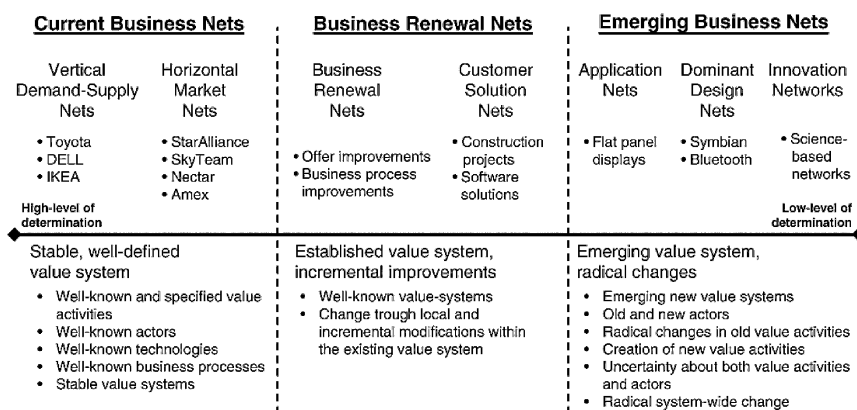 Current Business Nets
Business Renewal Nets
Emerging Business Nets
Vertical
Demand-Supply
Nets
• Toyota
• DELL
• IKEA
Horizontal
Market
Nets
• StarAlliance
• SkyTeam
• Nectar
• Amex
Business
Renewal
Nets
• Offer improvements
• Business process
improvements
Customer
Solution
Nets
• Construction
projects
• Software
solutions
Application
Nets
• Flat panel
displays
Dominant
Design
Nets
• Symbian
• Bluetooth
Innovation
Networks
• Science-
based
networks
High-level of
determination
Low-level of
determination
Stable, well-defined
value system
• Well-known and specified value
activities
• Well-known actors
• Well-known technologies
• Well-known business processes
• Stable value systems
Established value system,
incremental improvements
• Well-known value-systems
• Change trough local and
incremental modifications within
the existing value system
Emerging value system,
radical changes
• Emerging new value systems
• Old and new actors
• Radical changes in old value activities
• Creation of new value activities
• Uncertainty about both value activities
and actors
• Radical system-wide change